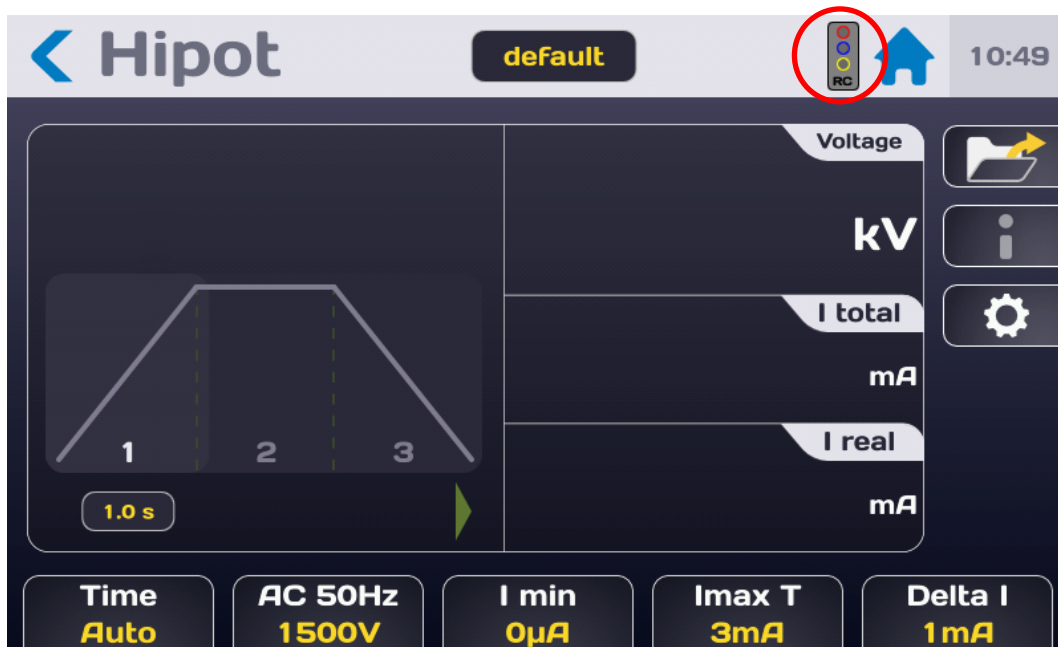 Hipot
default
RC
10:49
Voltage
kV
I total
mA
I real
mA
1 2 3
1.0 s
Time
Auto
AC 50Hz
1500V
I min
0µA
Imax T
3mA
Delta I
1mA